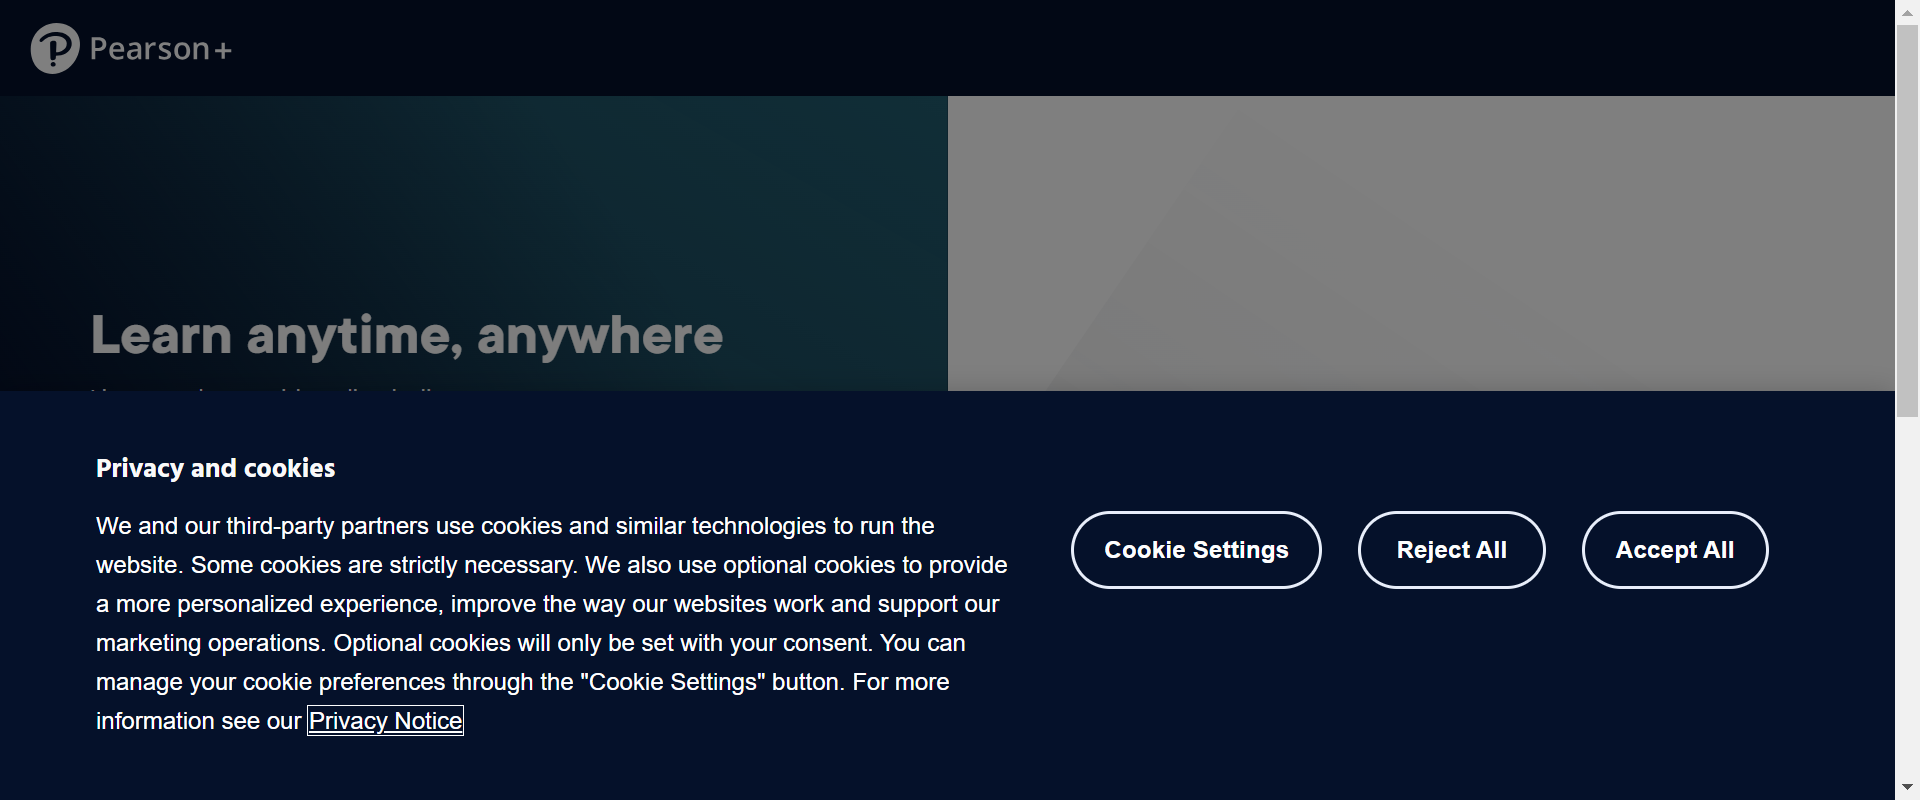 Pearson+
Learn anytime, anywhere
Privacy and cookies
We and our third-party partners use cookies and similar technologies to run the
website. Some cookies are strictly necessary. We also use optional cookies to provide
a more personalized experience, improve the way our websites work and support our
marketing operations. Optional cookies will only be set with your consent. You can
manage your cookie preferences through the "Cookie Settings" button. For more
information see our Privacy Notice
Cookie Settings
Reject All
Accept All